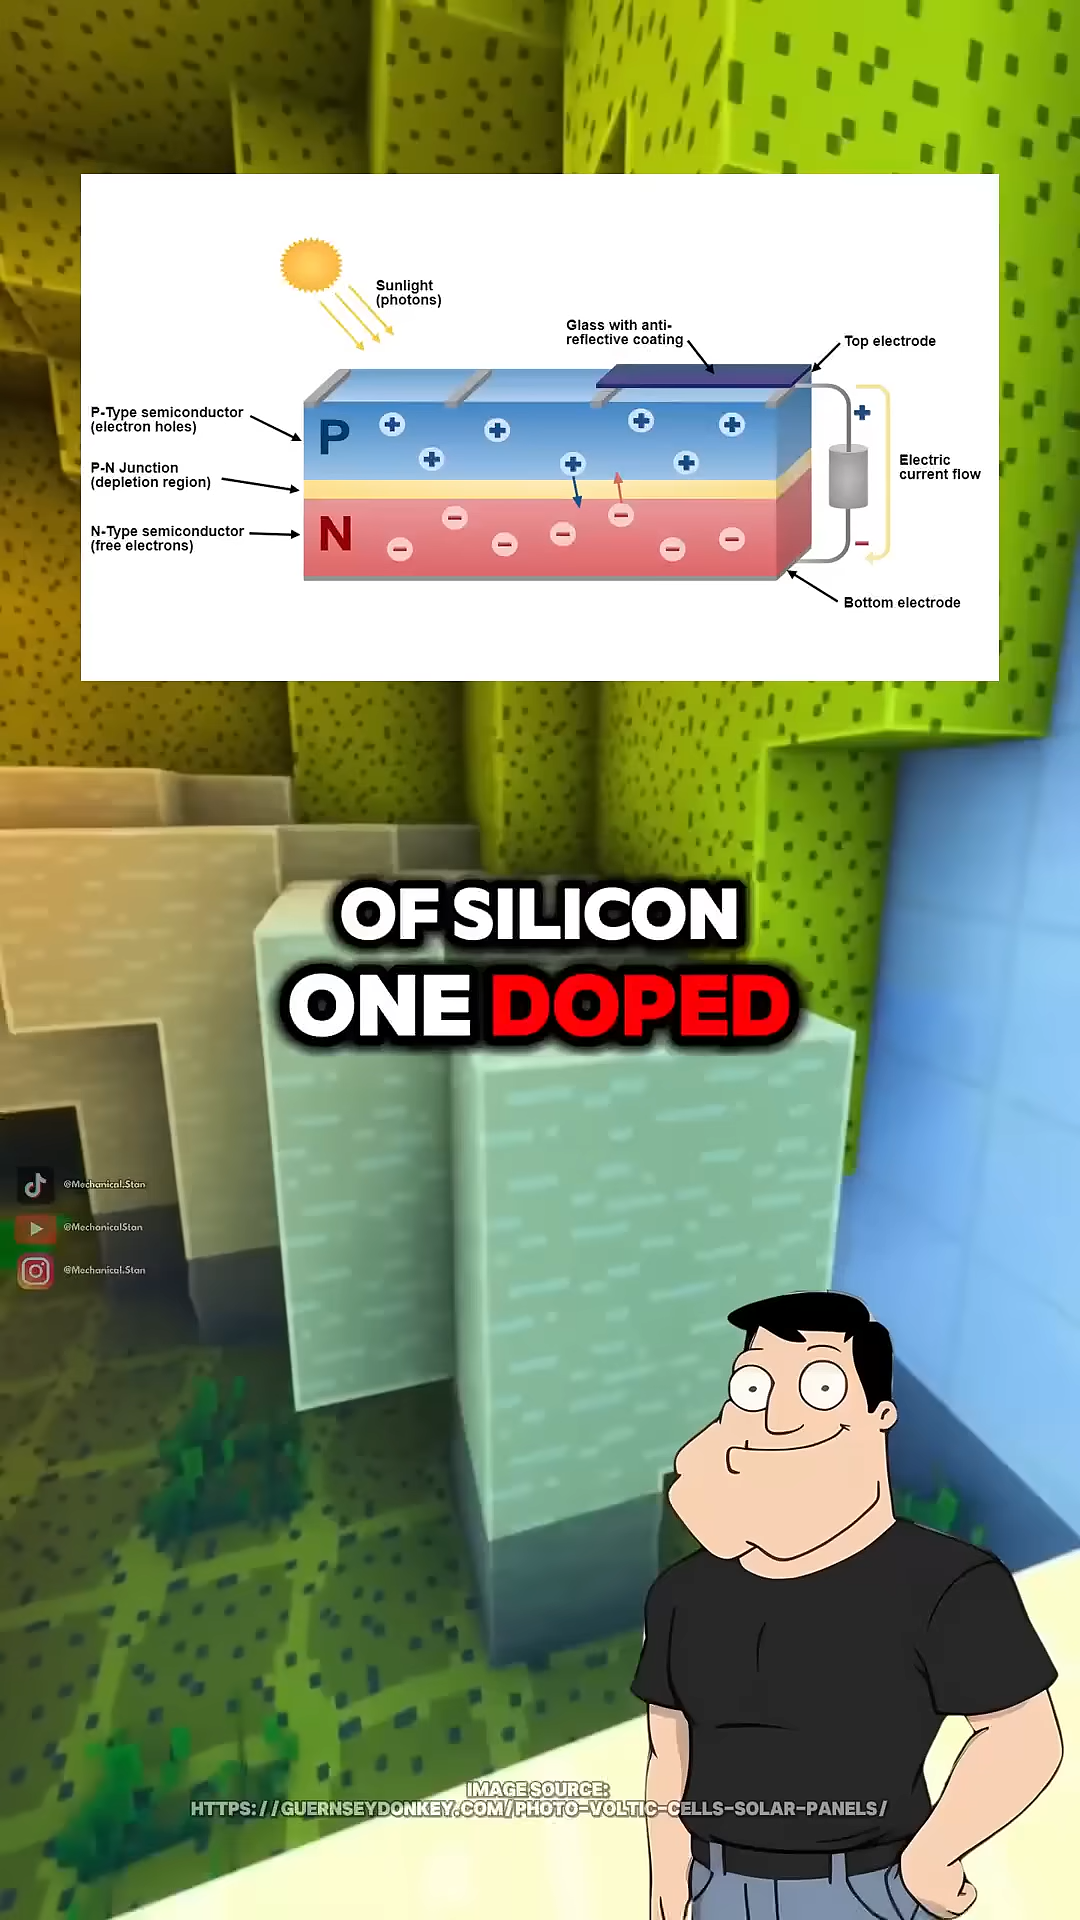 Sunlight
(photons)
Glass with anti-
reflective coating
Top electrode
P-Type semiconductor
(electron holes)
P
P-N Junction
(depletion region)
Electric
current flow
N-Type semiconductor
(free electrons)
N
Bottom electrode
OF SILICON
ONE DOPED
@Mechanical.Stan
@MechanicalStan
@Mechanical.Stan
IMAGE SOURCE:
HTTPS://GUERNSEYDONKEY.COM/PHOTO-VOLTIC-CELLS-SOLAR-PANELS/